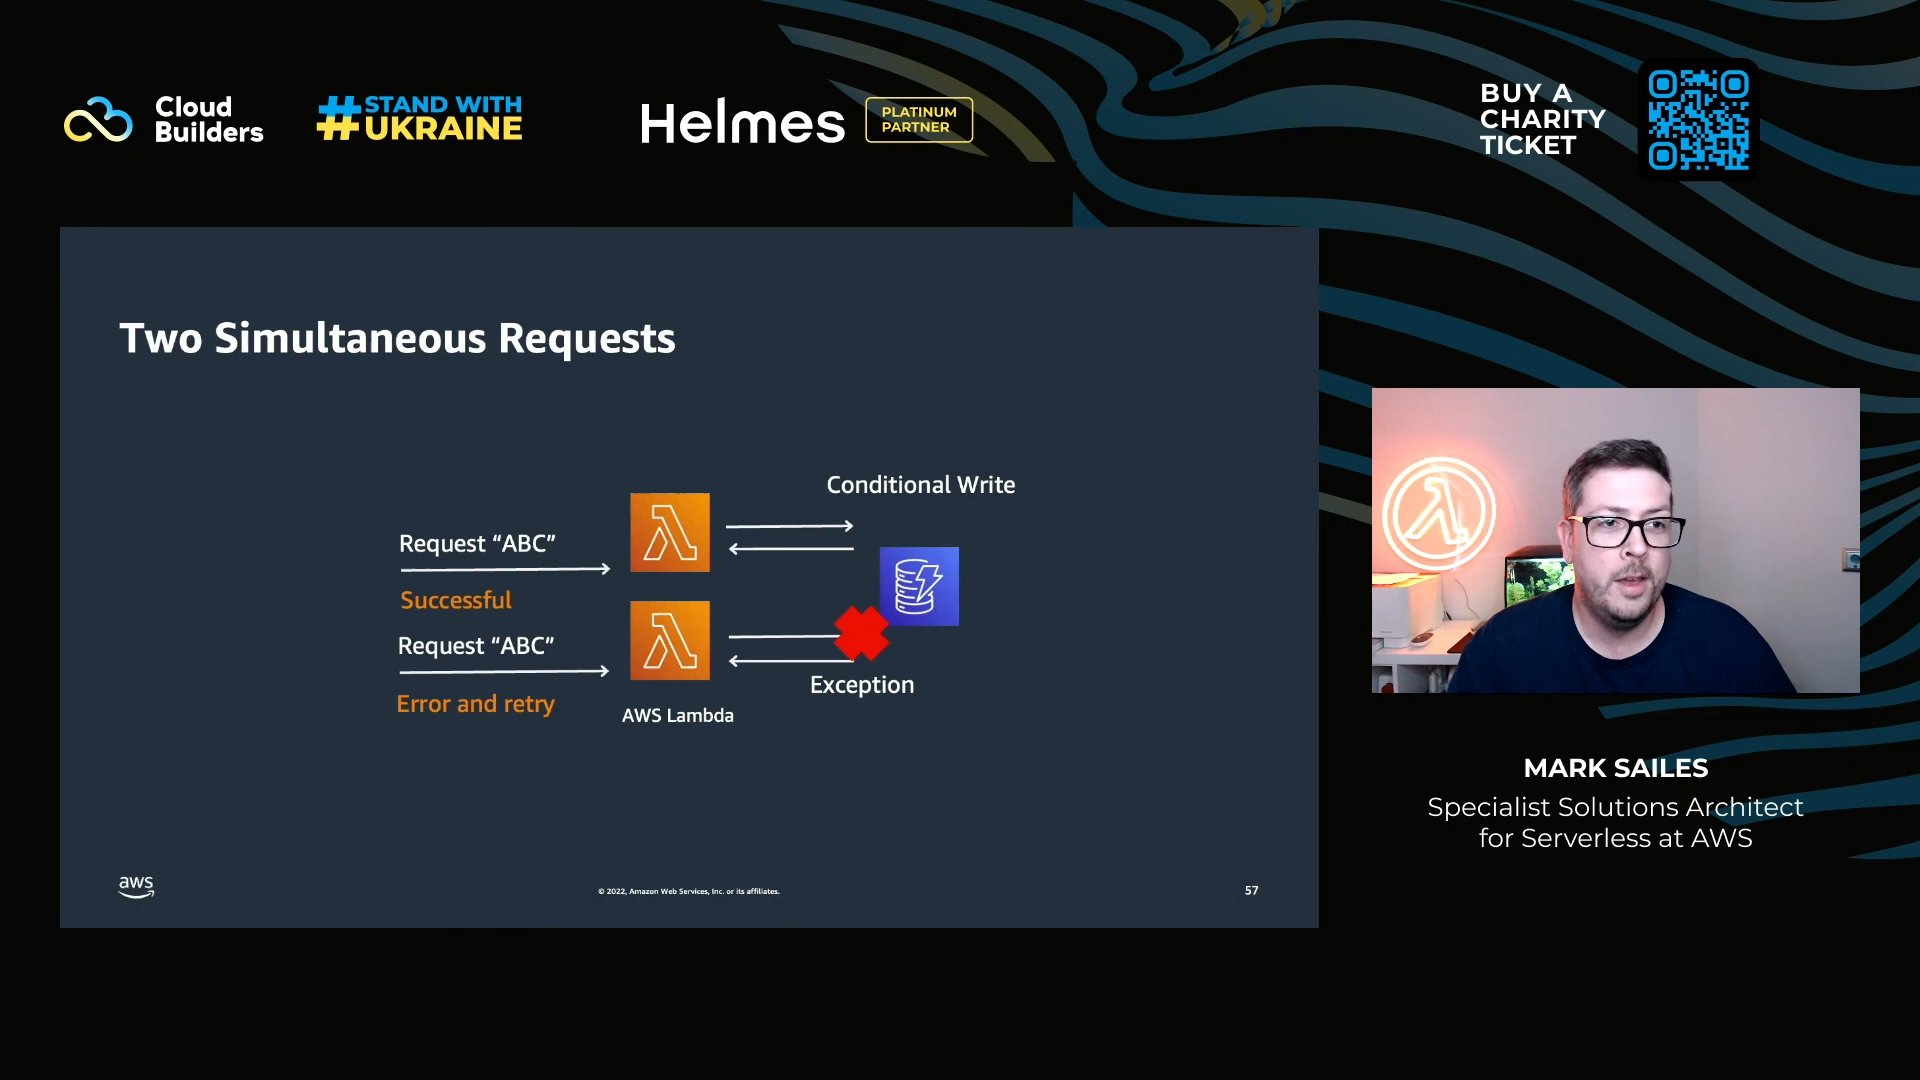 Cloud
Builders
#STAND WITH
UKRAINE
Helmes
PLATINUM
PARTNER
BUY A
CHARITY
TICKET
Two Simultaneous Requests
Conditional Write
Request “ABC”
Successful
Request “ABC”
Error and retry
Exception
AWS Lambda
aws
© 2022, Amazon Web Services, Inc. or its affiliates.
57
MARK SAILES
Specialist Solutions Architect
for Serverless at AWS